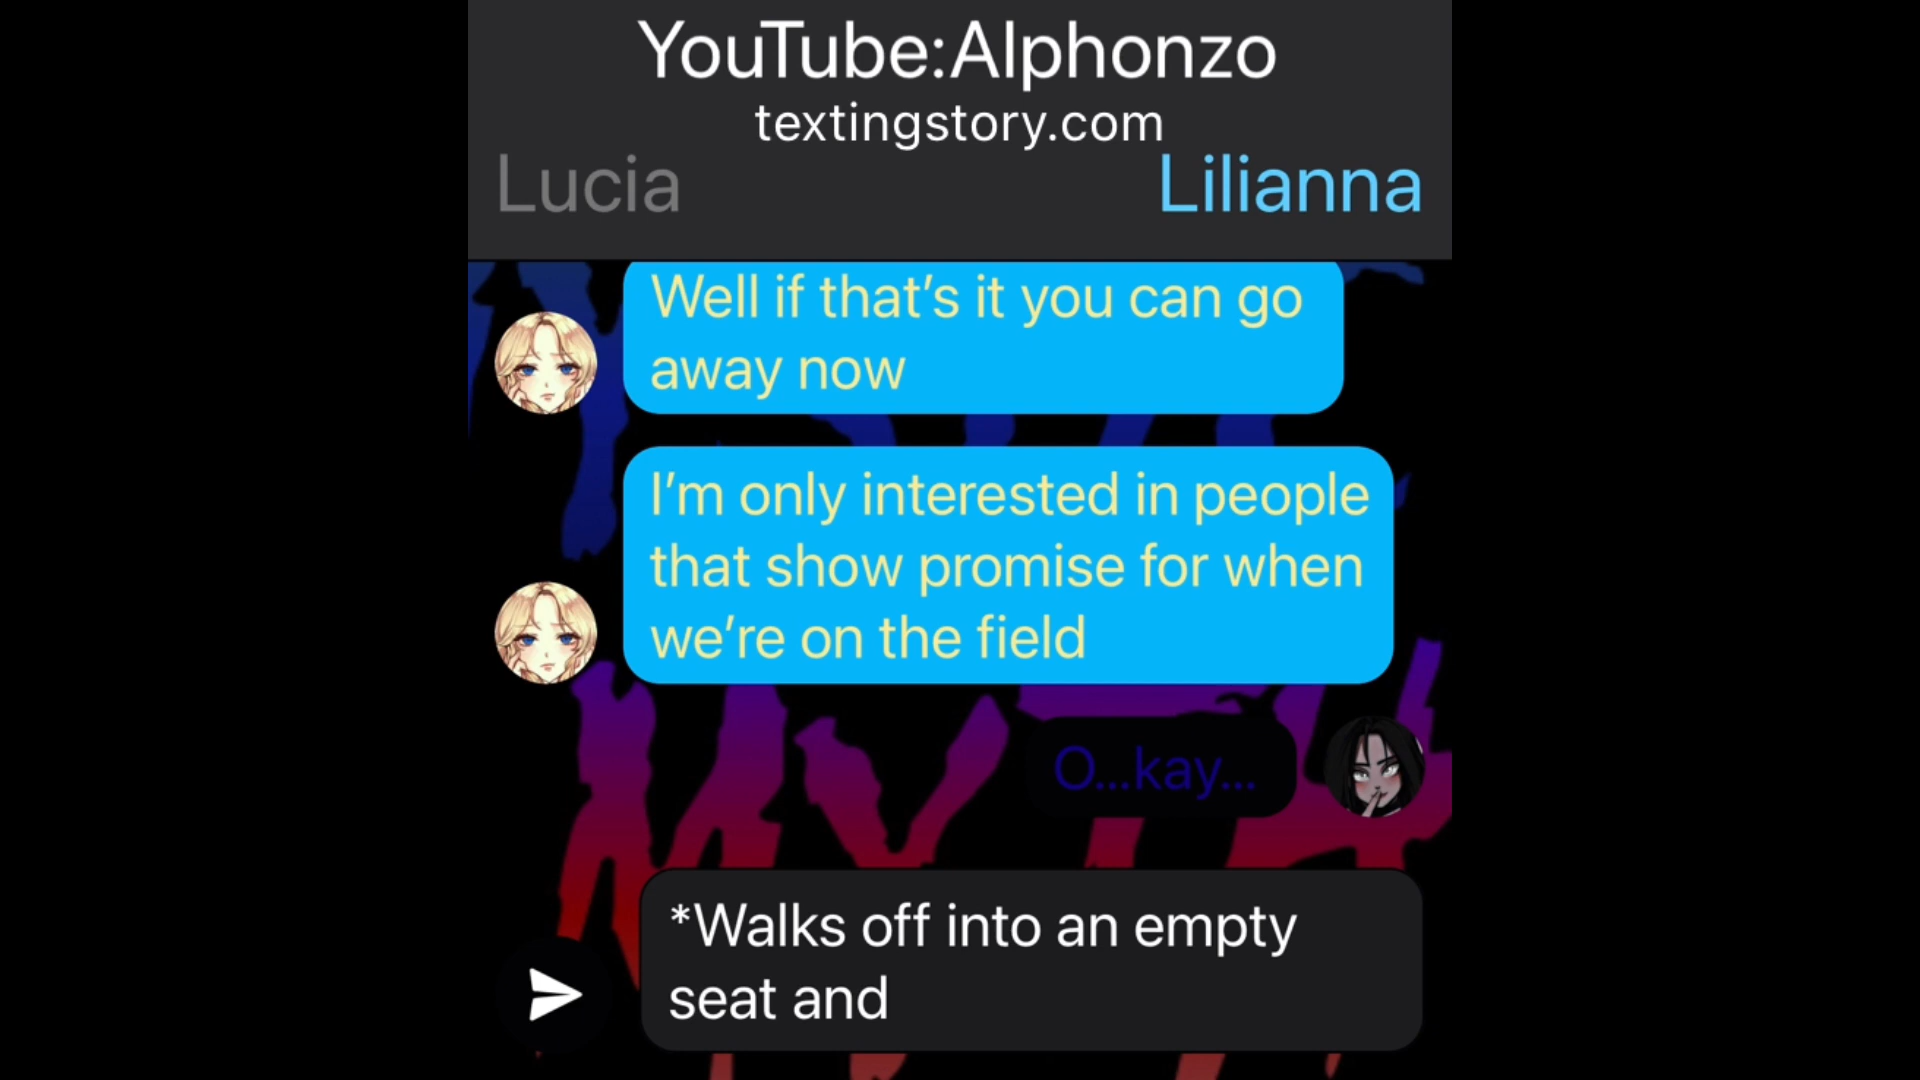 YouTube:Alphonzo
textingstory.com
Lucia
Lilianna
Well if that’s it you can go
away now
I’m only interested in people
that show promise for when
we’re on the field
O...kay...
*Walks off into an empty
seat and